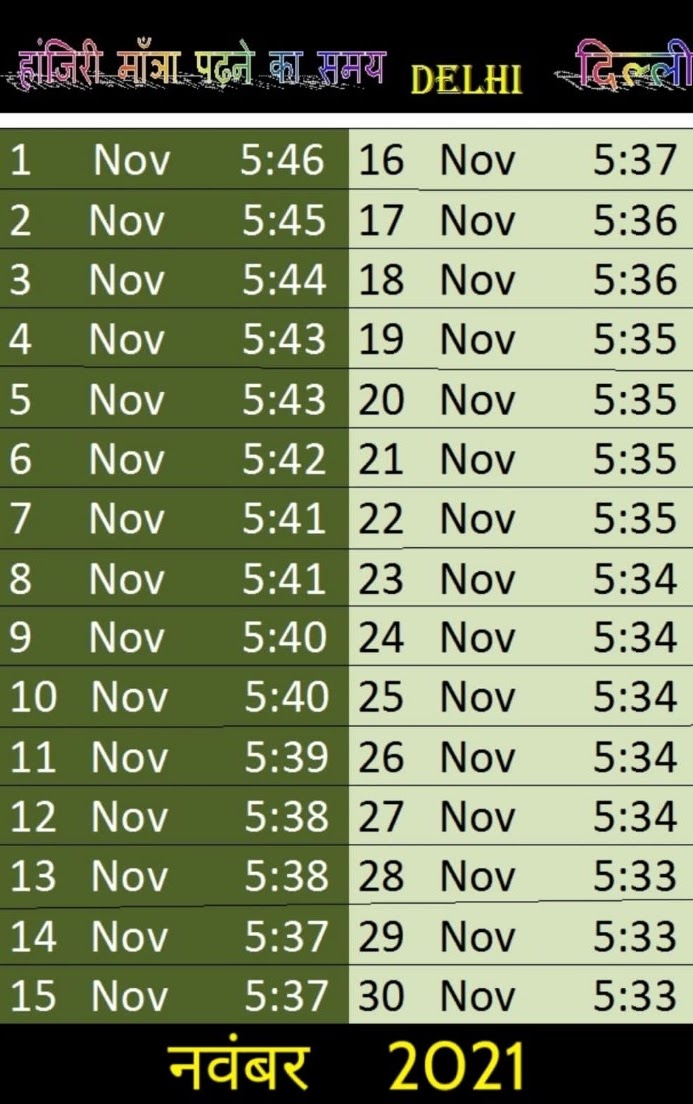 हांजिरी माँत्रा पढ़ने का समय DELHI दिल्ली
1 Nov 5:46 16 Nov 5:37
2 Nov 5:45 17 Nov 5:36
3 Nov 5:44 18 Nov 5:36
4 Nov 5:43 19 Nov 5:35
5 Nov 5:43 20 Nov 5:35
6 Nov 5:42 21 Nov 5:35
7 Nov 5:41 22 Nov 5:35
8 Nov 5:41 23 Nov 5:34
9 Nov 5:40 24 Nov 5:34
10 Nov 5:40 25 Nov 5:34
11 Nov 5:39 26 Nov 5:34
12 Nov 5:38 27 Nov 5:34
13 Nov 5:38 28 Nov 5:33
14 Nov 5:37 29 Nov 5:33
15 Nov 5:37 30 Nov 5:33
नवंबर 2021